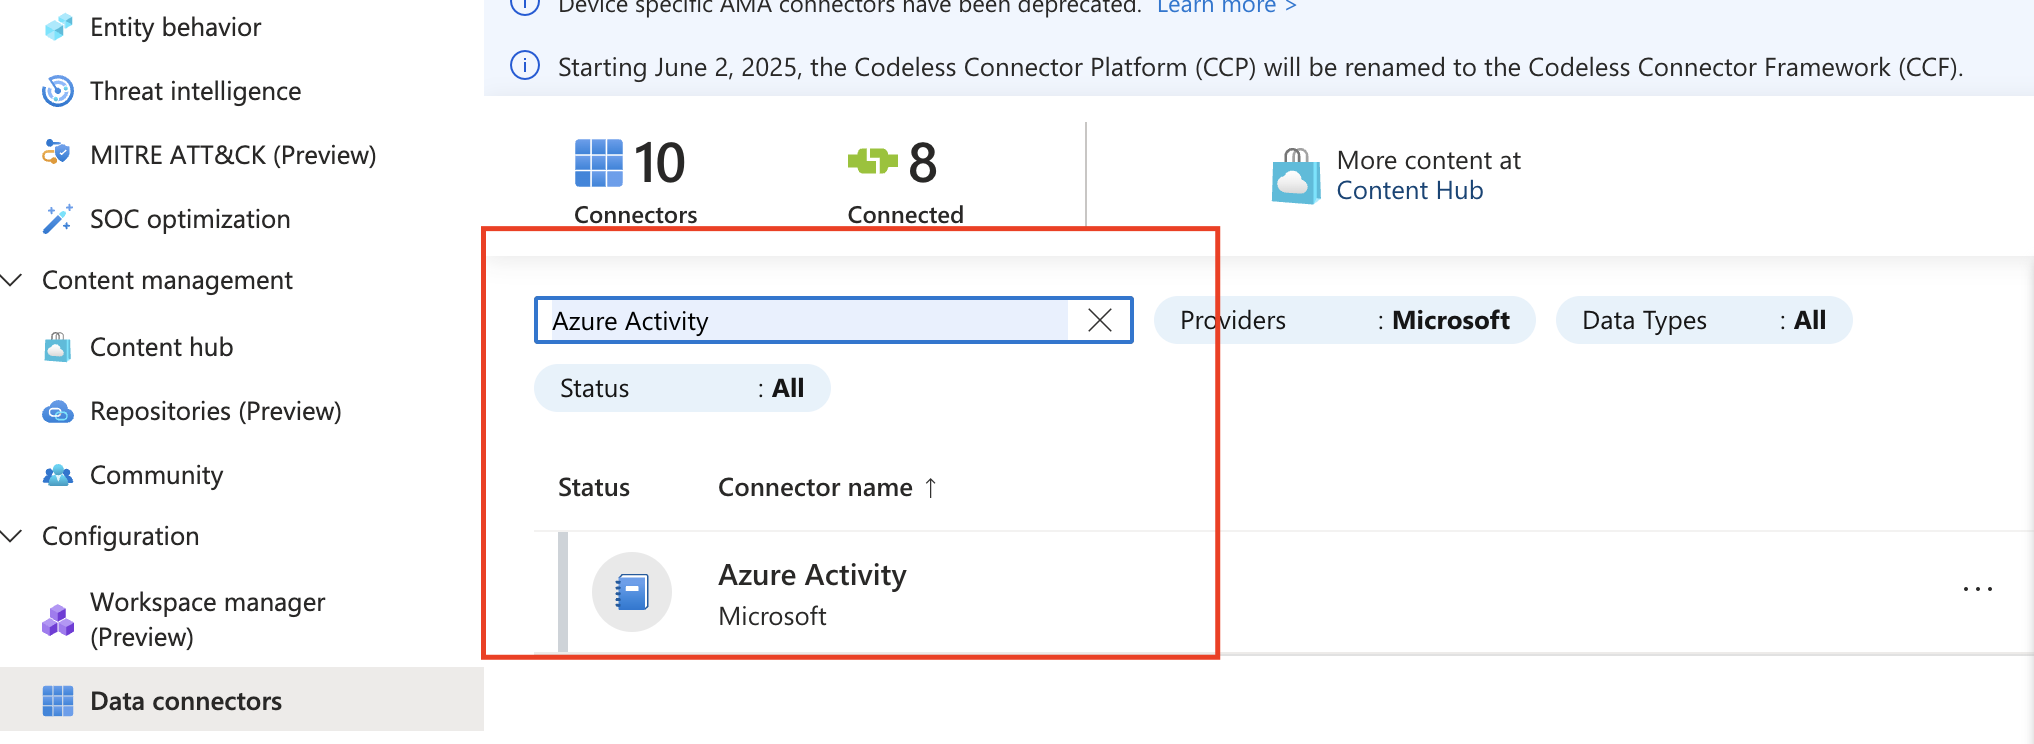 Entity behavior
Threat intelligence
MITRE ATT&CK (Preview)
SOC optimization
Content management
Content hub
Repositories (Preview)
Community
Configuration
Workspace manager
(Preview)
Data connectors
Device specific AMA connectors have been deprecated. Learn more >
Starting June 2, 2025, the Codeless Connector Platform (CCP) will be renamed to the Codeless Connector Framework (CCF).
10
Connectors
8
Connected
More content at
Content Hub
Azure Activity
Providers : Microsoft
Data Types : All
Status : All
Status Connector name ↑
Azure Activity
Microsoft